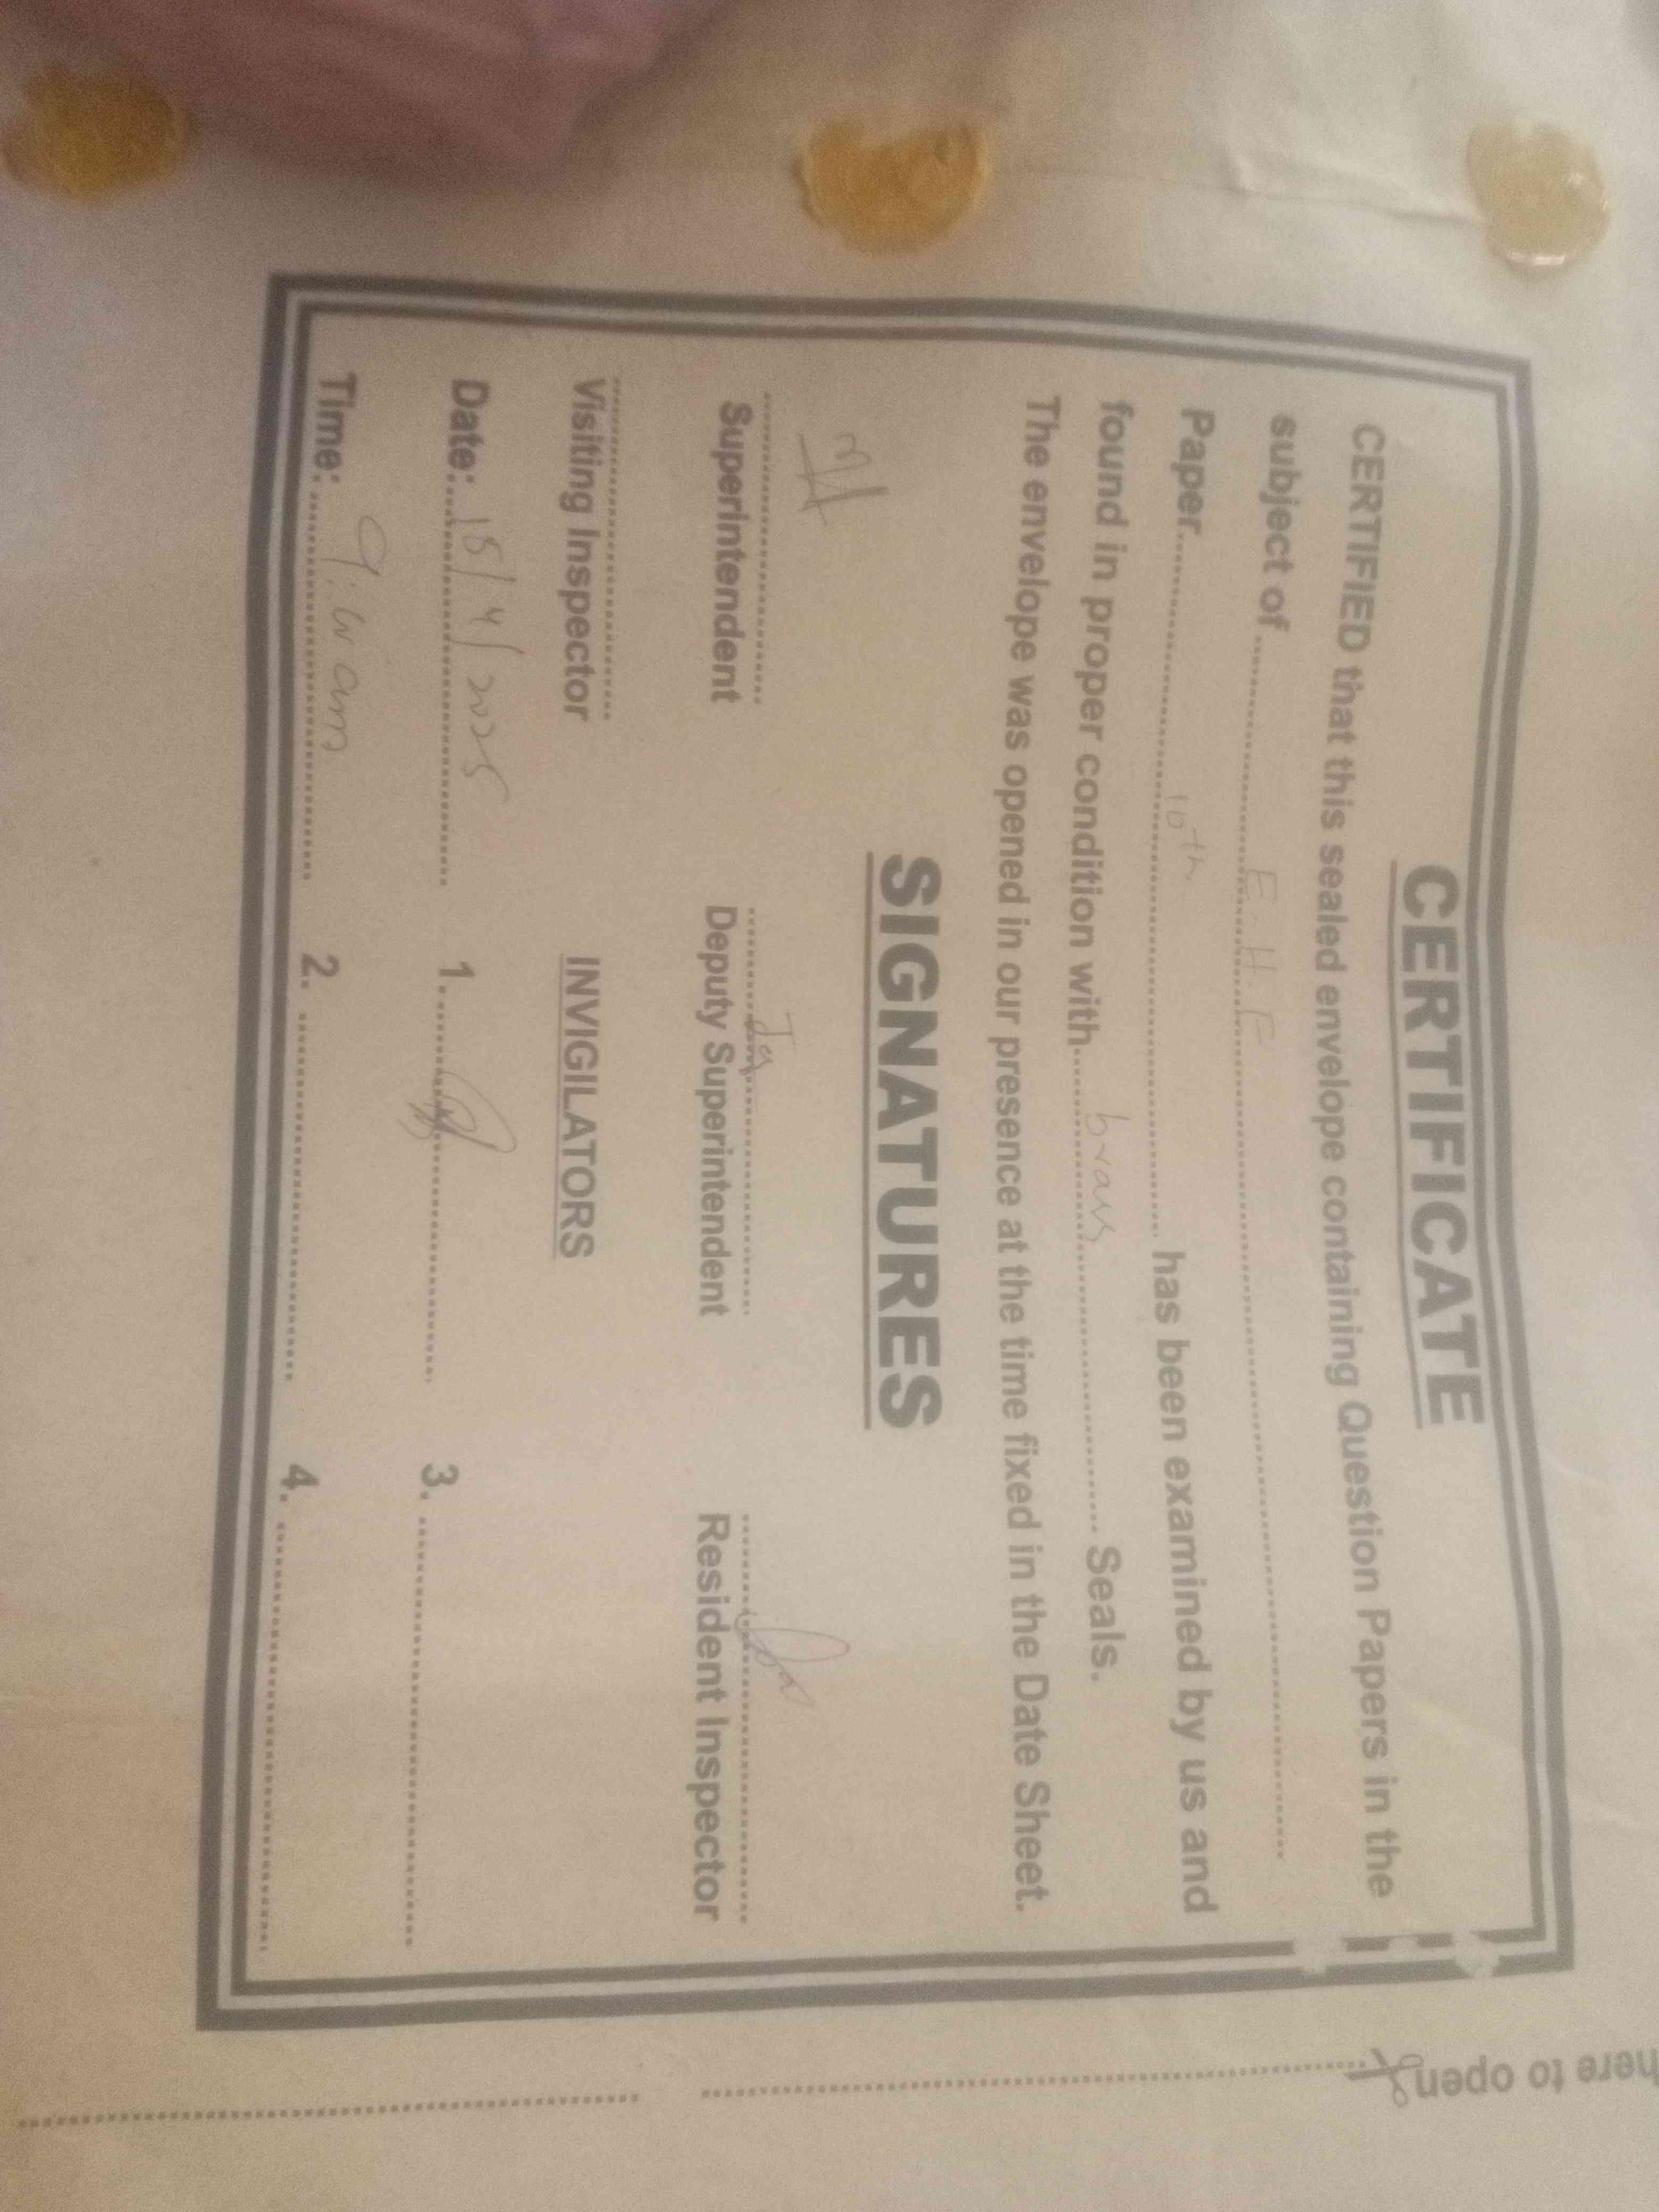 CERTIFICATE
CERTIFIED that this sealed envelope containing Question Papers in the
subject of.......... E.H.F ..........
Paper.......... 10th .......... has been examined by us and
found in proper condition with.......... brass .......... Seals.
The envelope was opened in our presence at the time fixed in the Date Sheet.
SIGNATURES
Superintendent Deputy Superintendent Resident Inspector
Visiting Inspector INVIGILATORS
Date: 15/4/2025 1. 3.
Time: 9: am 2. 4.
here to open